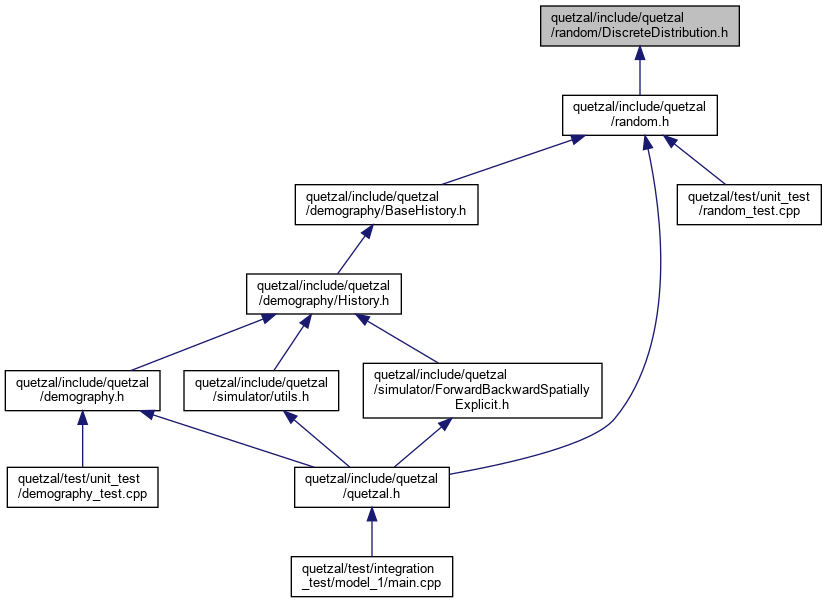 quetzal/include/quetzal
/random/DiscreteDistribution.h
quetzal/include/quetzal
/random.h
quetzal/include/quetzal
/demography/BaseHistory.h
quetzal/test/unit_test
/random_test.cpp
quetzal/include/quetzal
/demography/History.h
quetzal/include/quetzal
/demography.h
quetzal/include/quetzal
/simulator/utils.h
quetzal/include/quetzal
/simulator/ForwardBackwardSpatially
Explicit.h
quetzal/test/unit_test
/demography_test.cpp
quetzal/include/quetzal
/quetzal.h
quetzal/test/integration
_test/model_1/main.cpp